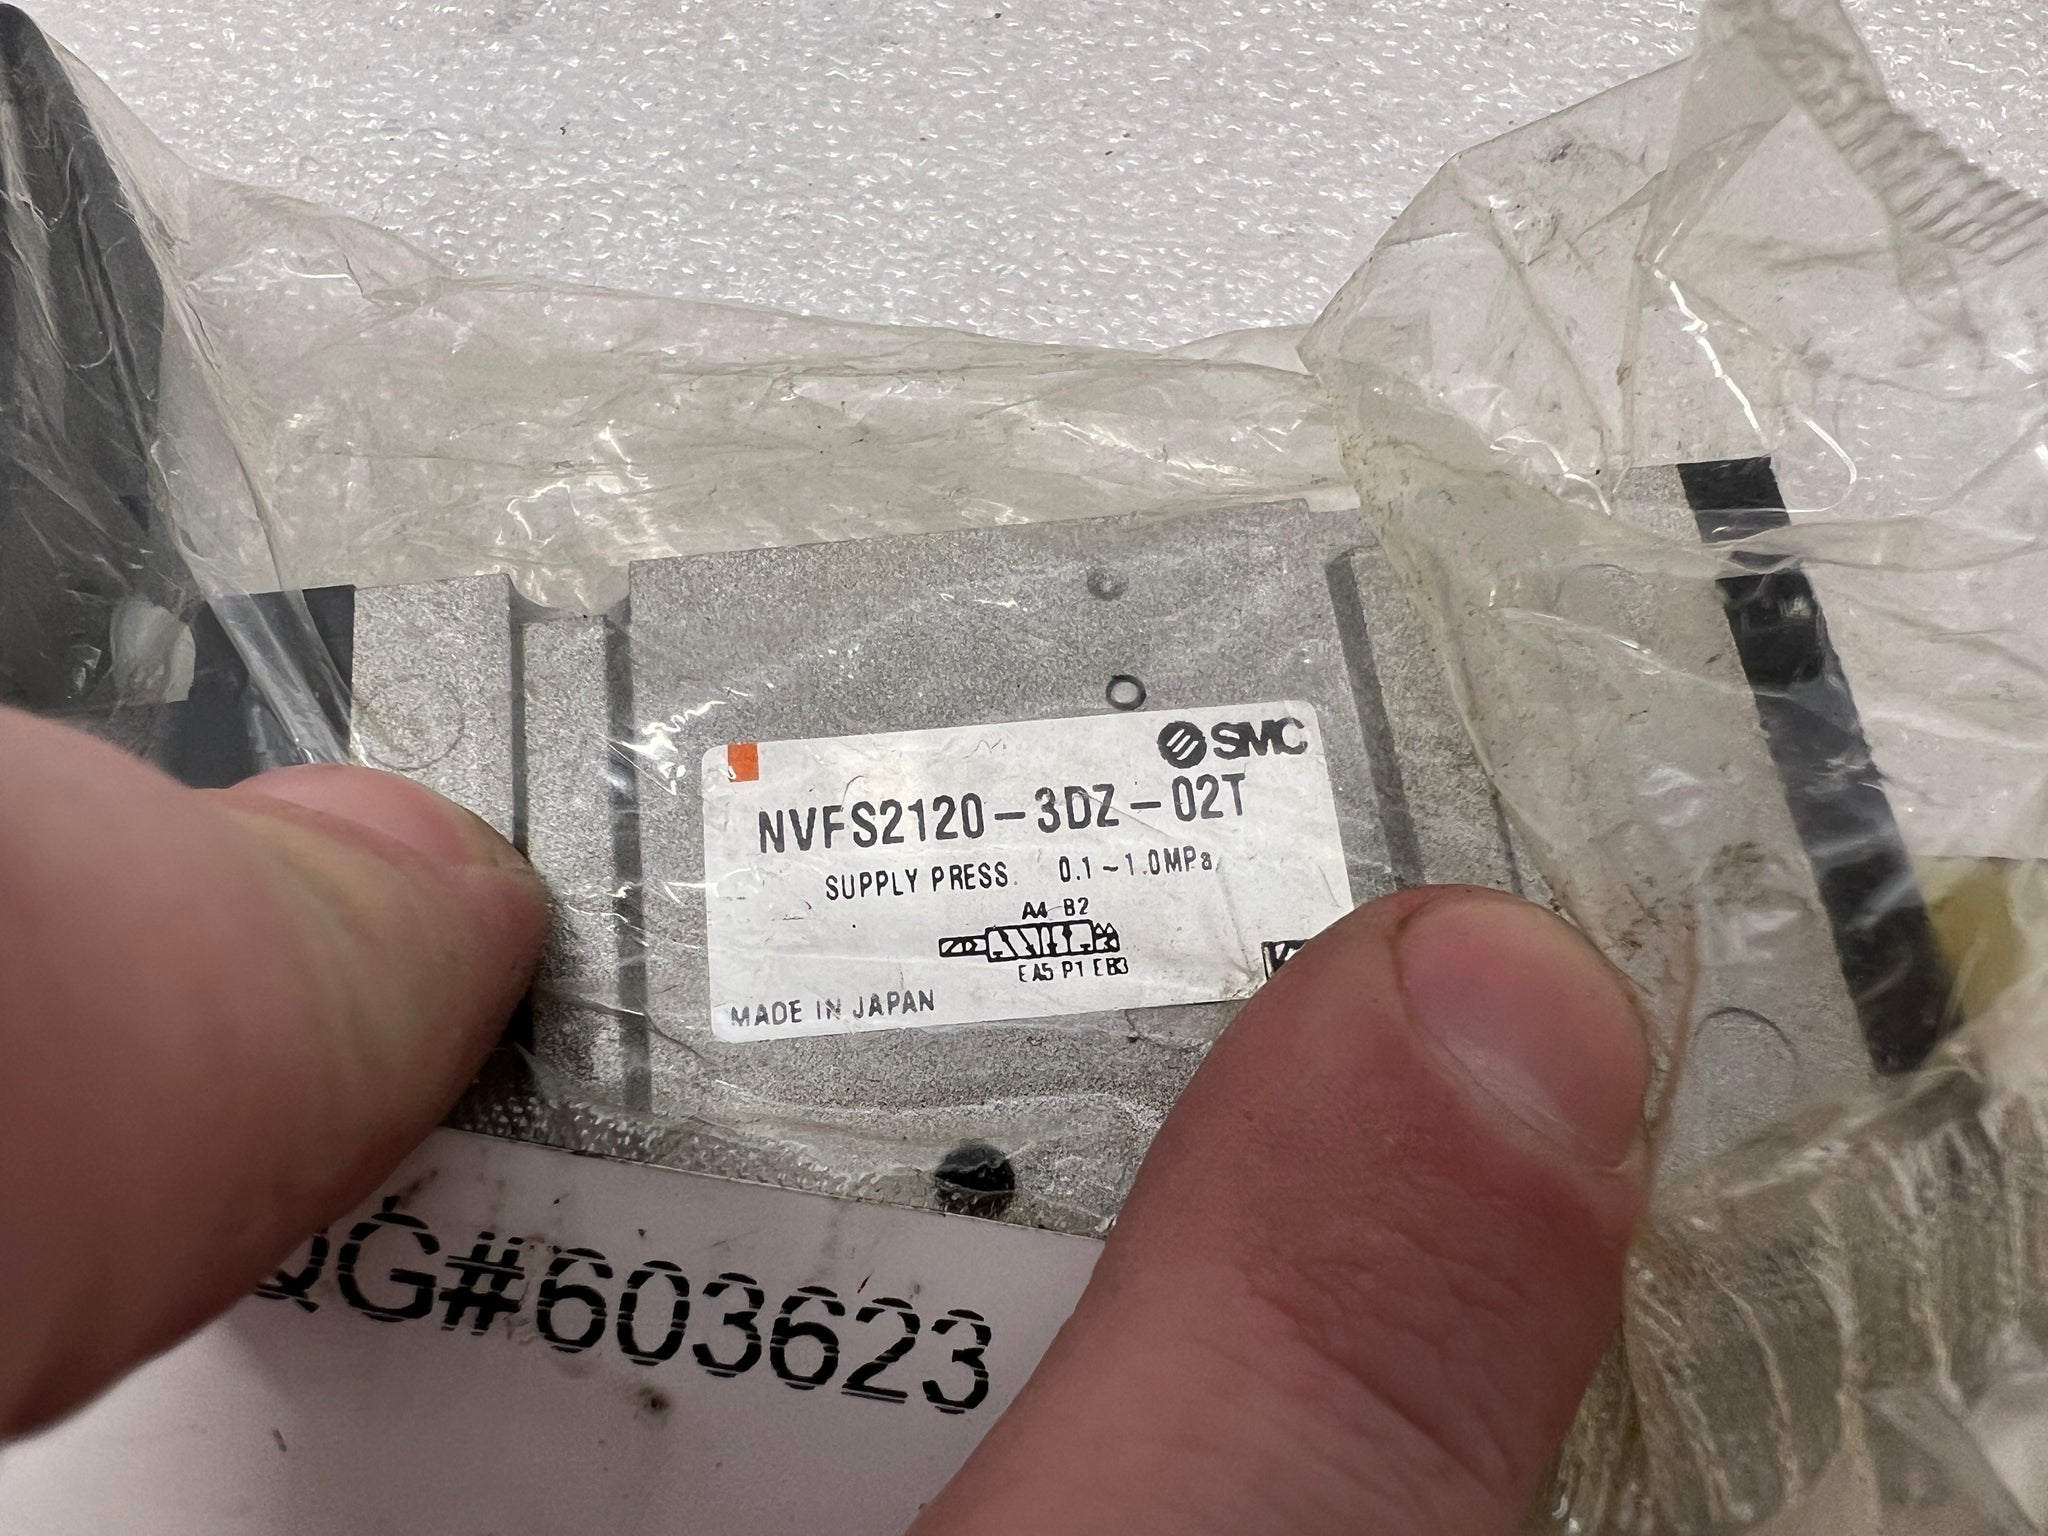 SMC
NVFS2120-3DZ-02T
SUPPLY PRESS. 0.1~1.0MPa
A4 B2
EA5 P1 EB3
MADE IN JAPAN
QG#603623